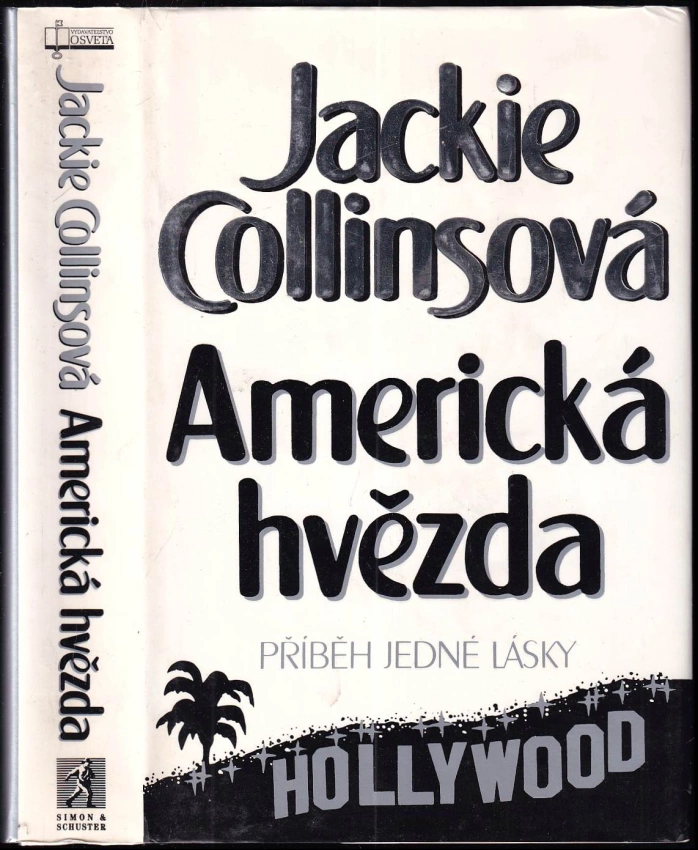 VYDAVATEĽSTVO
OSVETA
Jackie Collinsová Americká hvězda
SIMON &
SCHUSTER
Jackie
Collinsová
Americká
hvězda
PŘÍBĚH JEDNÉ LÁSKY
HOLLYWOOD